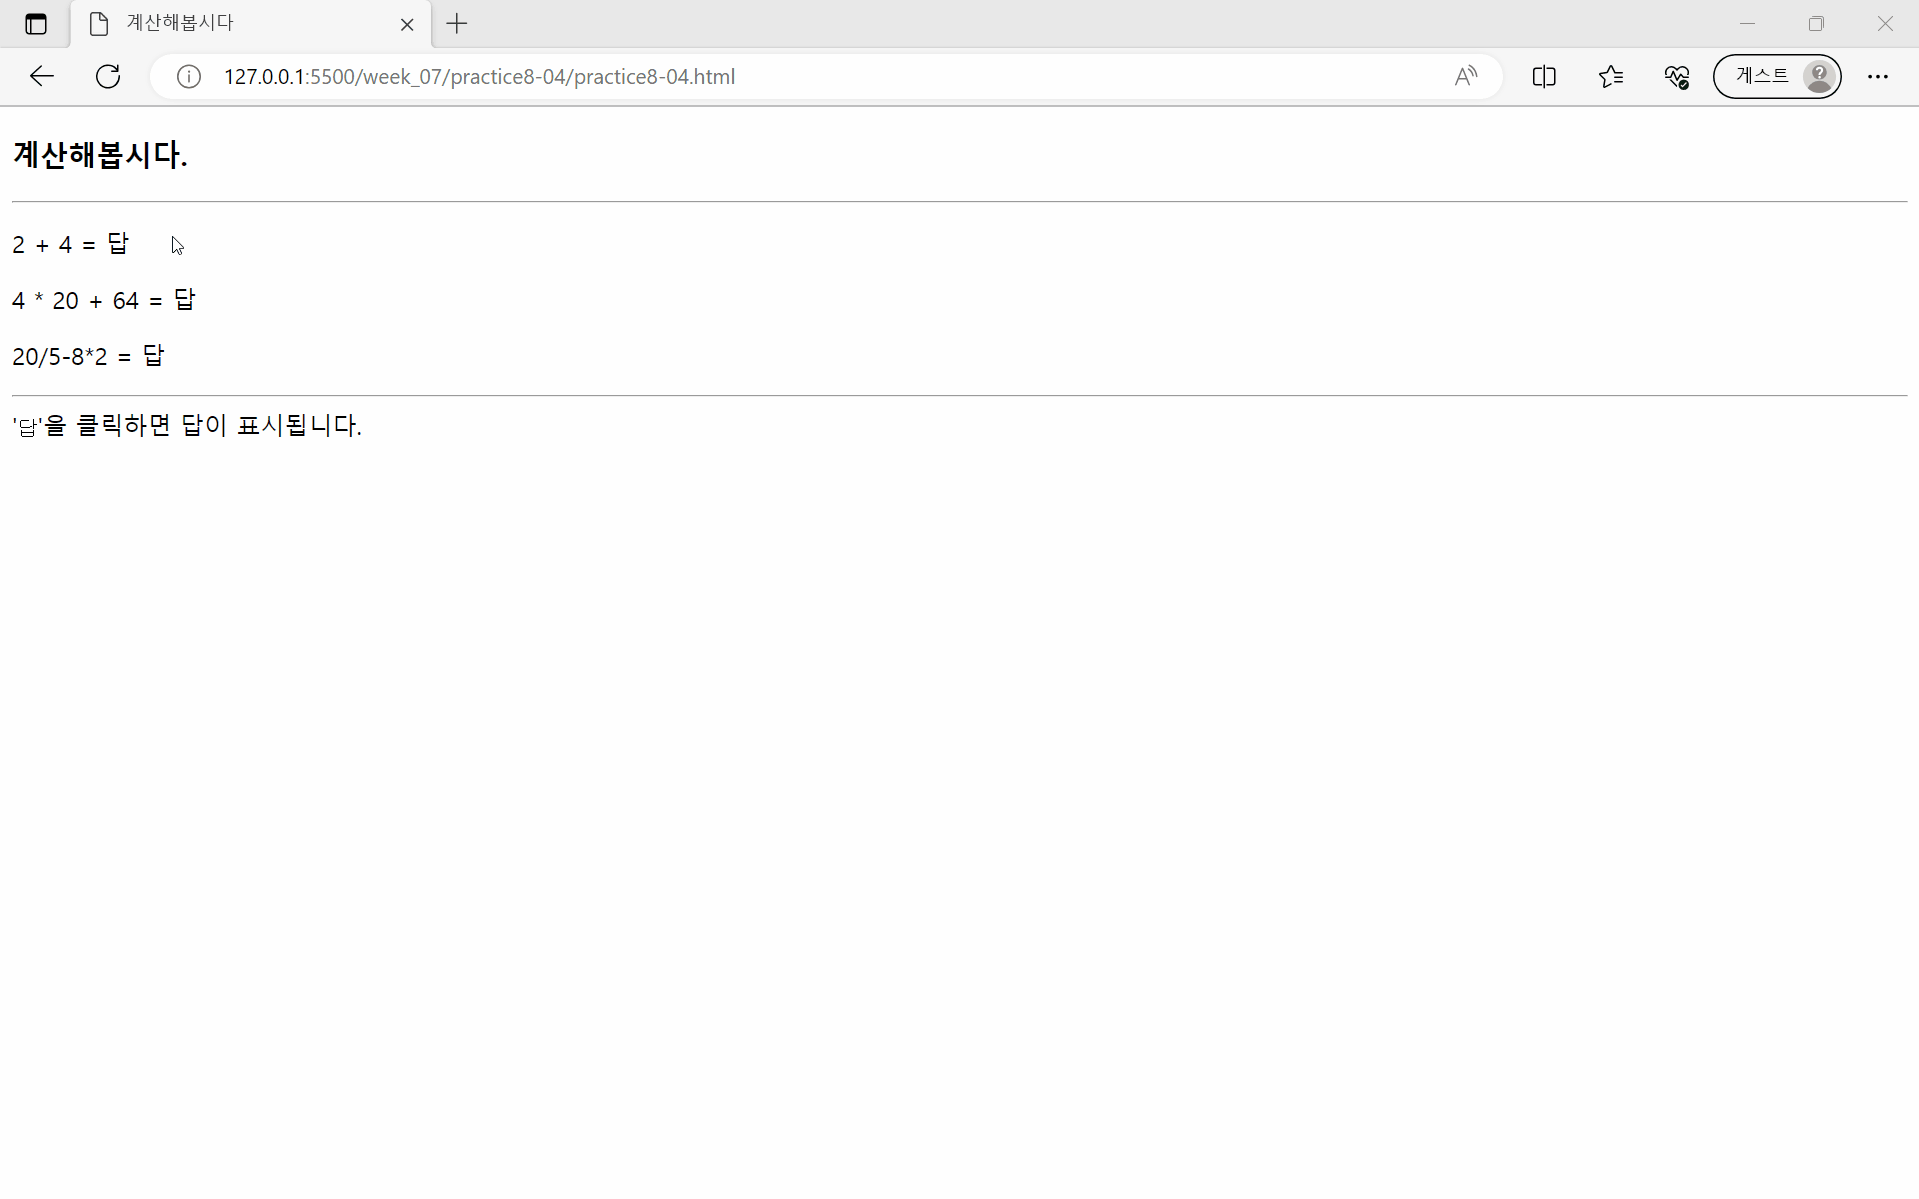 계산해봅시다
127.0.0.1:5500/week_07/practice8-04/practice8-04.html
게스트
계산해봅시다.
2 + 4 = 답
4 * 20 + 64 = 답
20/5-8*2 = 답
'답'을 클릭하면 답이 표시됩니다.